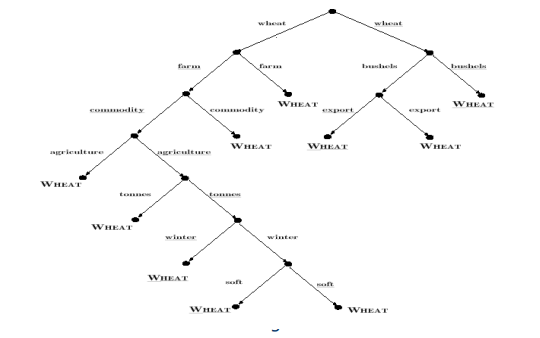 wheat wheat
farm farm bushels bushels
commodity commodity WHEAT export export WHEAT
agriculture agriculture WHEAT WHEAT WHEAT
WHEAT tonnes tonnes
WHEAT winter winter
WHEAT soft soft
WHEAT WHEAT